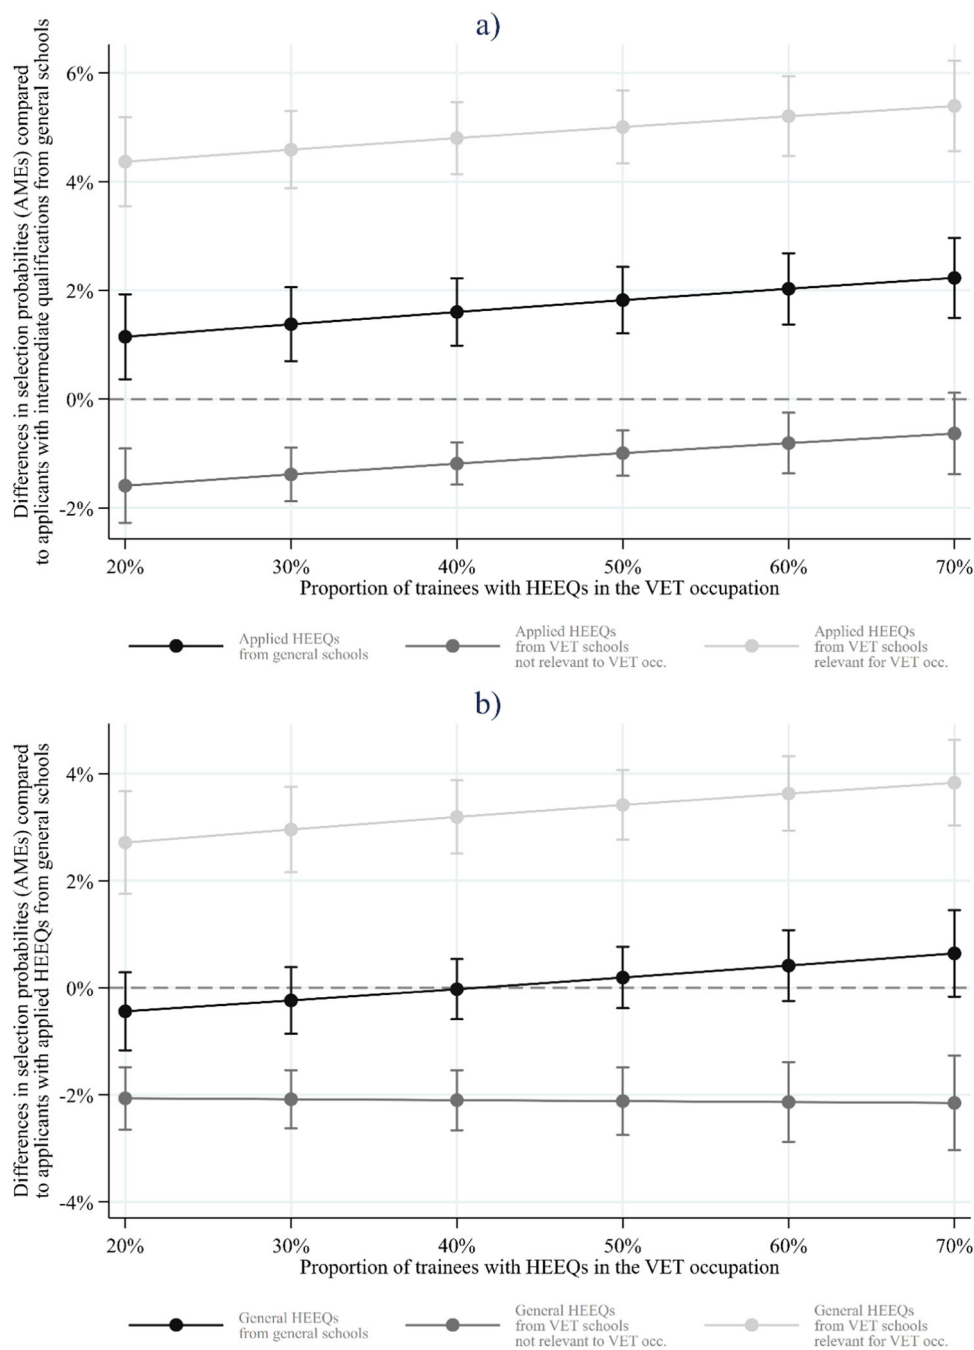 a)
Differences in selection probabilites (AMEs) compared
to applicants with intermediate qualifications from general schools
6%
4%
2%
0%
-2%
20%
30%
40%
50%
60%
70%
Proportion of trainees with HEEQs in the VET occupation
Applied HEEQs
from general schools
Applied HEEQs
from VET schools
not relevant to VET occ.
Applied HEEQs
from VET schools
relevant for VET occ.
b)
Differences in selection probabilites (AMEs) compared
to applicants with applied HEEQs from general schools
4%
2%
0%
-2%
-4%
20%
30%
40%
50%
60%
70%
Proportion of trainees with HEEQs in the VET occupation
General HEEQs
from general schools
General HEEQs
from VET schools
not relevant to VET occ.
General HEEQs
from VET schools
relevant for VET occ.